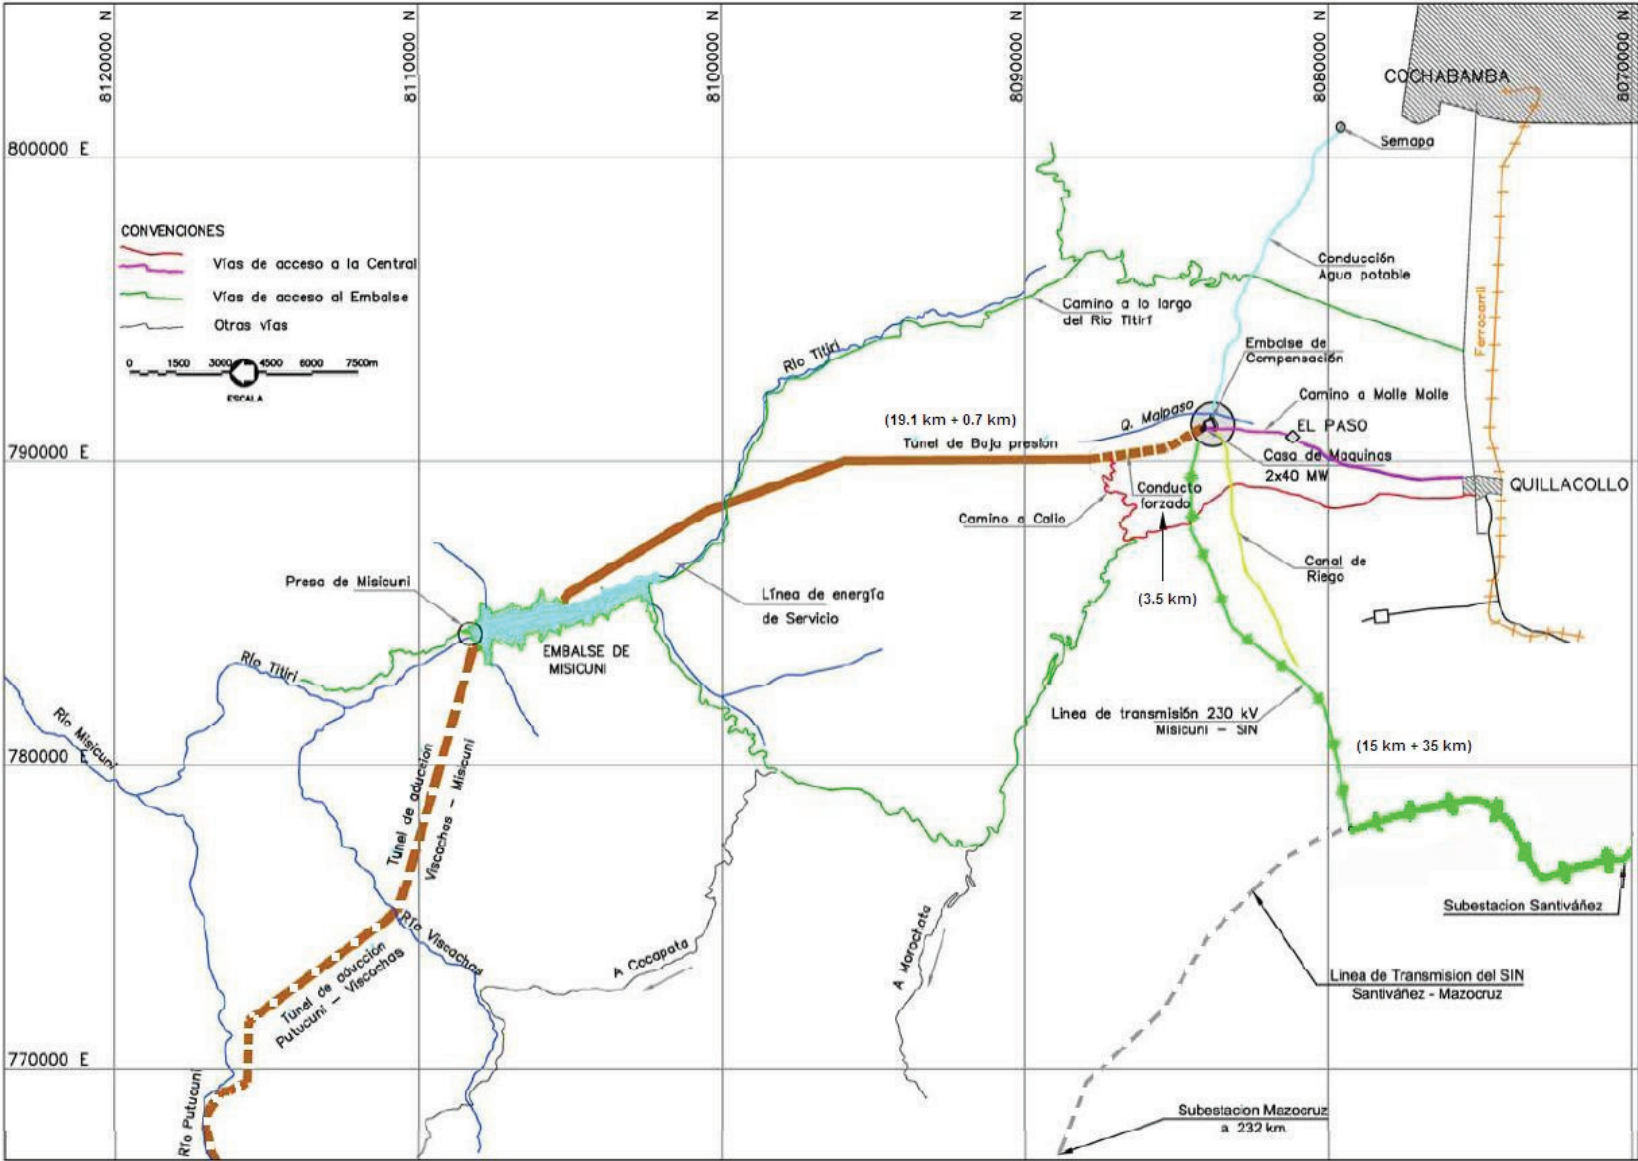 8120000 N
8110000 N
8100000 N
8090000 N
8080000 N
8070000 N
COCHABAMBA
800000 E
Semapa
CONVENCIONES
Vías de acceso a la Central
Vías de acceso al Embalse
Otras vías
0 1500 3000 4500 6000 7500m
ESCALA
Conducción
Agua potable
Camino a lo largo
del Río Titirí
Ferrocarril
Río Titiri
Embalse de
Compensación
Camino a Molle Molle
(19.1 km + 0.7 km)
Q. Malpaso
EL PASO
Túnel de Baja presión
790000 E
Casa de Maquinas
2x40 MW
QUILLACOLLO
Conducto
forzado
Camino a Calio
Canal de
Riego
Presa de Misicuni
Línea de energía
de Servicio
(3.5 km)
EMBALSE DE
MISICUNI
Río Titiri
Río Misicuni
Linea de transmisión 230 kV
Misicuni - SIN
(15 km + 35 km)
780000 E
Tunel de aduccion
Viscachas - Misicuni
Subestacion Santiváñez
Río Viscachas
A Cocapata
A Morochata
Túnel de aducción
Putucuni - Viscachas
Linea de Transmision del SIN
Santiváñez - Mazocruz
770000 E
Río Putucuni
Subestacion Mazocruz
a 232 km.